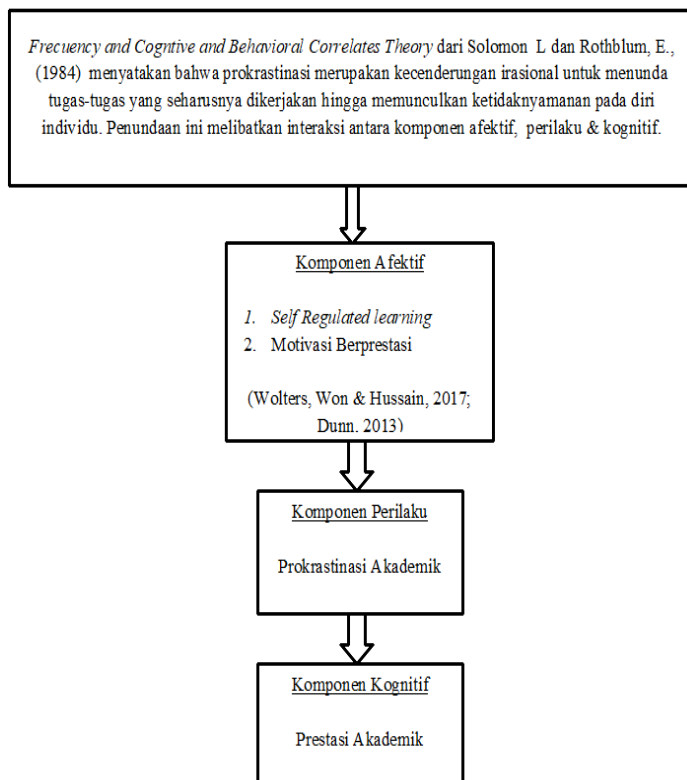 Frecuency and Cogntive and Behavioral Correlates Theory dari Solomon L dan Rothblum, E.,
(1984) menyatakan bahwa prokrastinasi merupakan kecenderungan irasional untuk menunda
tugas-tugas yang seharusnya dikerjakan hingga memunculkan ketidaknyamanan pada diri
individu. Penundaan ini melibatkan interaksi antara komponen afektif, perilaku & kognitif.
Komponen Afektif
1. Self Regulated learning
2. Motivasi Berprestasi
(Wolters, Won & Hussain, 2017;
Dunn. 2013)
Komponen Perilaku
Prokrastinasi Akademik
Komponen Kognitif
Prestasi Akademik